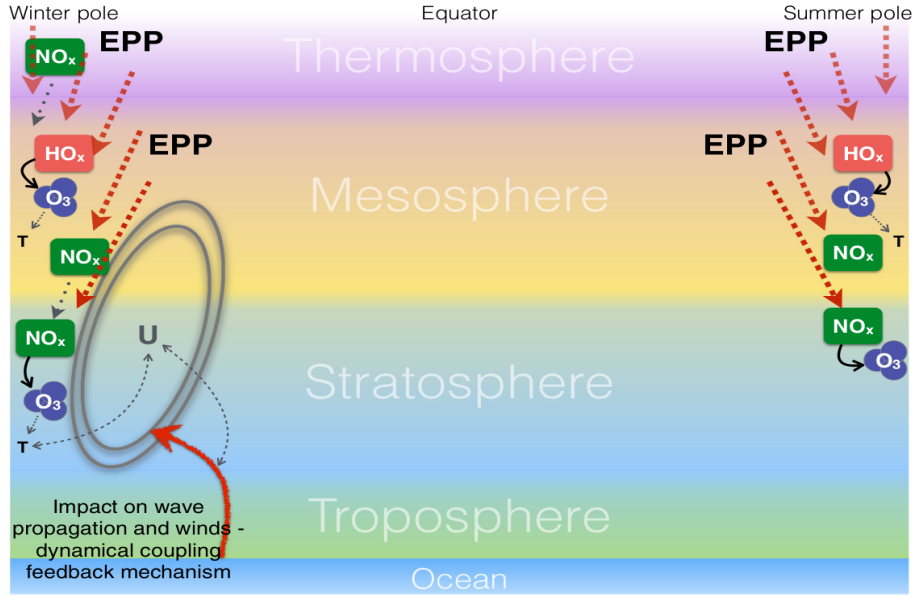 Winter pole
Equator
Summer pole
EPP
EPP
NOₓ
Thermosphere
HOₓ
EPP
EPP
HOₓ
O₃
Mesosphere
O₃
T
T
NOₓ
NOₓ
NOₓ
U
NOₓ
O₃
Stratosphere
O₃
T
Impact on wave
propagation and winds -
dynamical coupling
feedback mechanism
Troposphere
Ocean